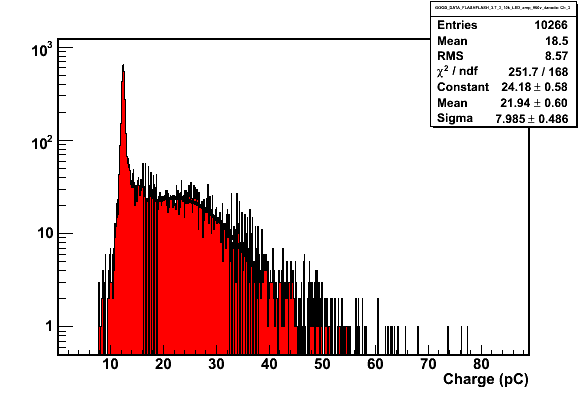 Entries 10266
Mean 18.5
RMS 8.57
χ² / ndf 251.7 / 168
Constant 24.18 ± 0.58
Mean 21.94 ± 0.60
Sigma 7.985 ± 0.486
10³
10²
10
1
10 20 30 40 50 60 70 80
Charge (pC)